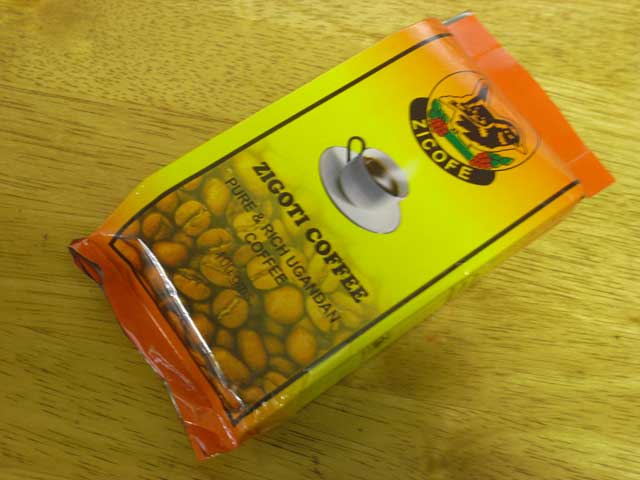 ZICOFE
ZIGOTI COFFEE
PURE & RICH UGANDAN
COFFEE